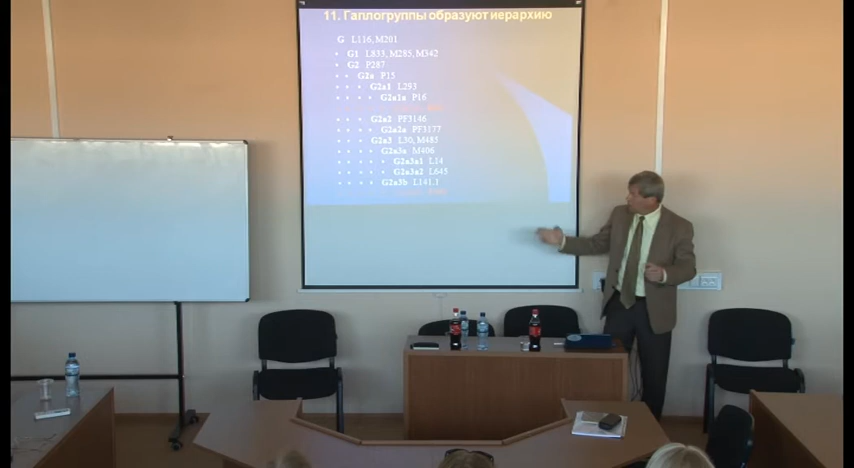 11. Гаплогруппы образуют иерархию
G L116, M201
• G1 L833, M285, M342
• G2 P287
• • G2a P15
• • • G2a1 L293
• • • • G2a1a P16
• • • G2a2 PF3146
• • • • G2a2a PF3177
• • • G2a3 L30, M485
• • • • G2a3a M406
• • • • • G2a3a1 L14
• • • • • G2a3a2 L645
• • • • G2a3b L141.1